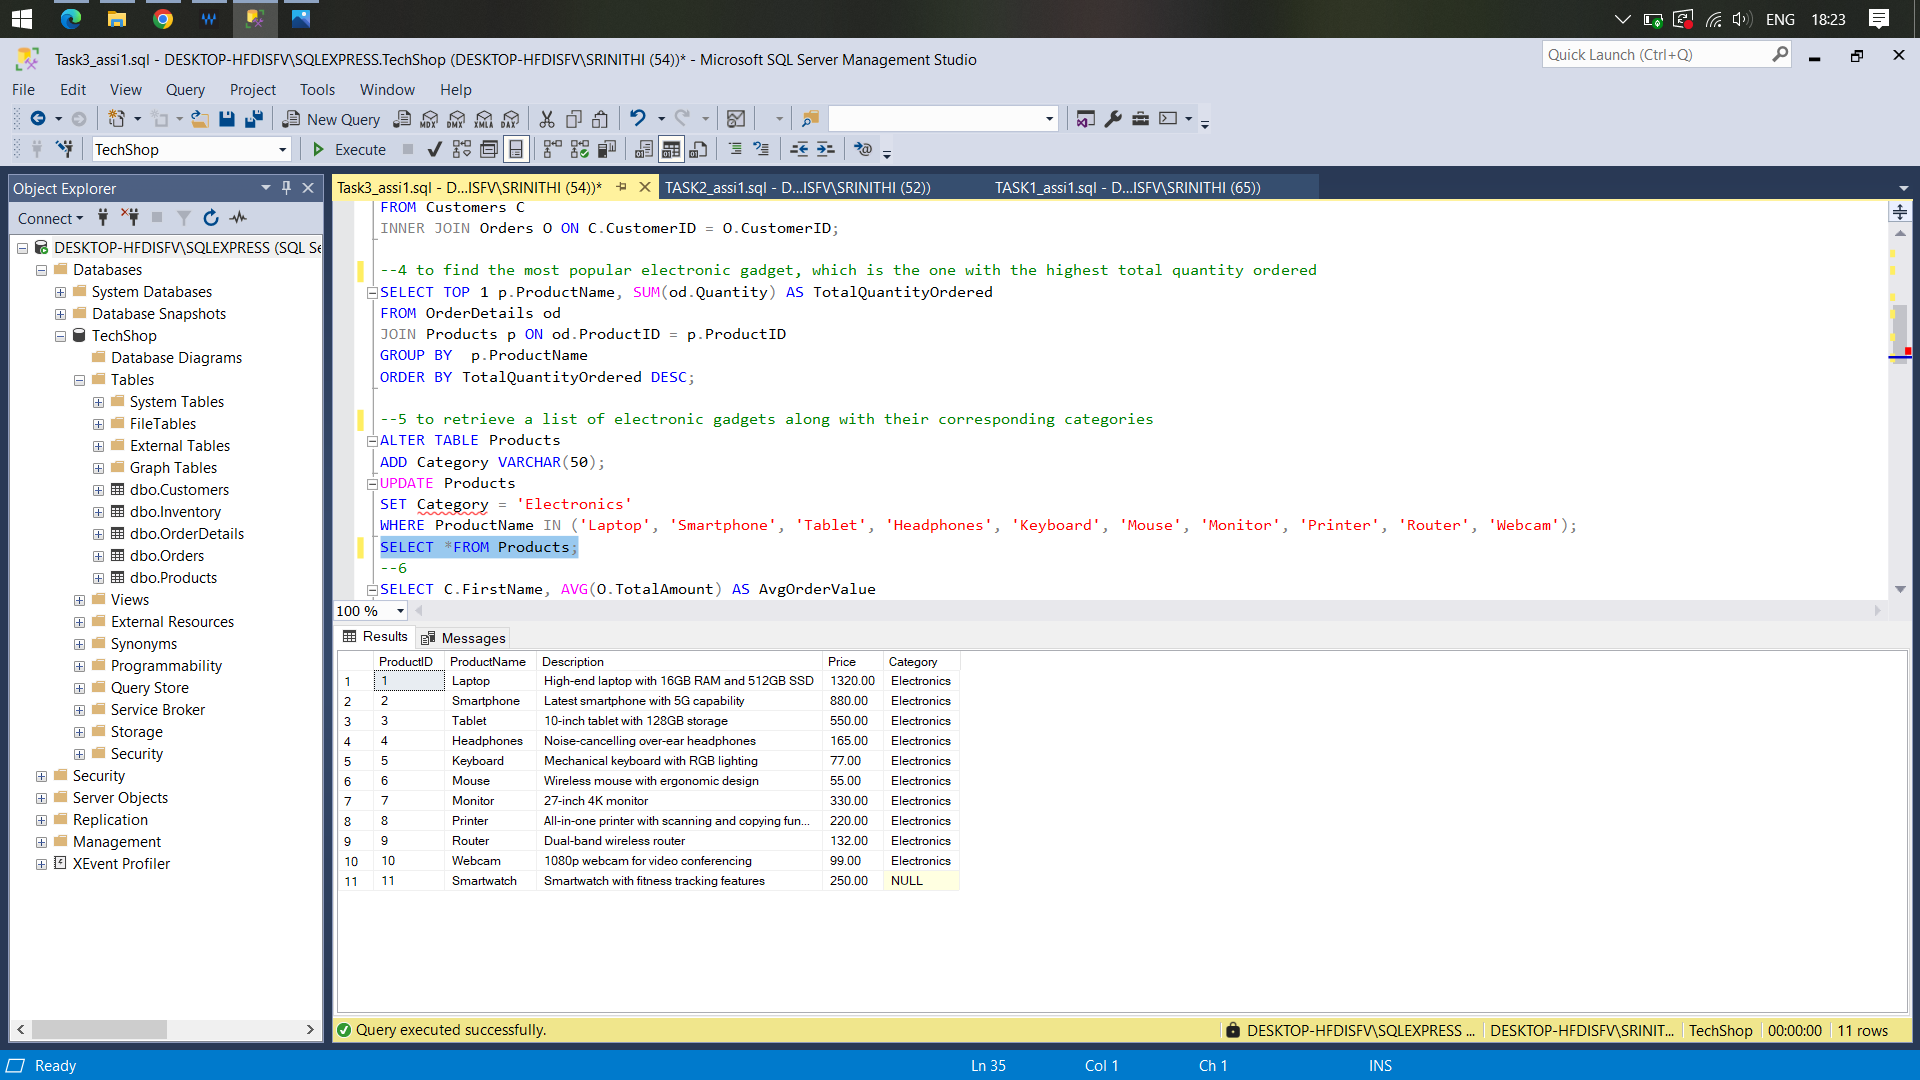 ENG 18:23
Task3_assi1.sql - DESKTOP-HFDISFV\SQLEXPRESS.TechShop (DESKTOP-HFDISFV\SRINITHI (54))* - Microsoft SQL Server Management Studio
Quick Launch (Ctrl+Q)
File Edit View Query Project Tools Window Help
New Query MDX DMX XMLA DAX
TechShop Execute
Object Explorer
Connect
DESKTOP-HFDISFV\SQLEXPRESS (SQL Se
Databases
System Databases
Database Snapshots
TechShop
Database Diagrams
Tables
System Tables
FileTables
External Tables
Graph Tables
dbo.Customers
dbo.Inventory
dbo.OrderDetails
dbo.Orders
dbo.Products
Views
External Resources
Synonyms
Programmability
Query Store
Service Broker
Storage
Security
Security
Server Objects
Replication
Management
XEvent Profiler
Task3_assi1.sql - D...ISFV\SRINITHI (54))* TASK2_assi1.sql - D...ISFV\SRINITHI (52)) TASK1_assi1.sql - D...ISFV\SRINITHI (65))
FROM Customers C
INNER JOIN Orders O ON C.CustomerID = O.CustomerID;
--4 to find the most popular electronic gadget, which is the one with the highest total quantity ordered
SELECT TOP 1 p.ProductName, SUM(od.Quantity) AS TotalQuantityOrdered
FROM OrderDetails od
JOIN Products p ON od.ProductID = p.ProductID
GROUP BY  p.ProductName
ORDER BY TotalQuantityOrdered DESC;
--5 to retrieve a list of electronic gadgets along with their corresponding categories
ALTER TABLE Products
ADD Category VARCHAR(50);
UPDATE Products
SET Category = 'Electronics'
WHERE ProductName IN ('Laptop', 'Smartphone', 'Tablet', 'Headphones', 'Keyboard', 'Mouse', 'Monitor', 'Printer', 'Router', 'Webcam');
SELECT *FROM Products;
--6
SELECT C.FirstName, AVG(O.TotalAmount) AS AvgOrderValue
100 %
Results Messages
ProductID ProductName Description Price Category
1 1 Laptop High-end laptop with 16GB RAM and 512GB SSD 1320.00 Electronics
2 2 Smartphone Latest smartphone with 5G capability 880.00 Electronics
3 3 Tablet 10-inch tablet with 128GB storage 550.00 Electronics
4 4 Headphones Noise-cancelling over-ear headphones 165.00 Electronics
5 5 Keyboard Mechanical keyboard with RGB lighting 77.00 Electronics
6 6 Mouse Wireless mouse with ergonomic design 55.00 Electronics
7 7 Monitor 27-inch 4K monitor 330.00 Electronics
8 8 Printer All-in-one printer with scanning and copying fun... 220.00 Electronics
9 9 Router Dual-band wireless router 132.00 Electronics
10 10 Webcam 1080p webcam for video conferencing 99.00 Electronics
11 11 Smartwatch Smartwatch with fitness tracking features 250.00 NULL
Query executed successfully. DESKTOP-HFDISFV\SQLEXPRESS ... DESKTOP-HFDISFV\SRINIT... TechShop 00:00:00 11 rows
Ready Ln 35 Col 1 Ch 1 INS